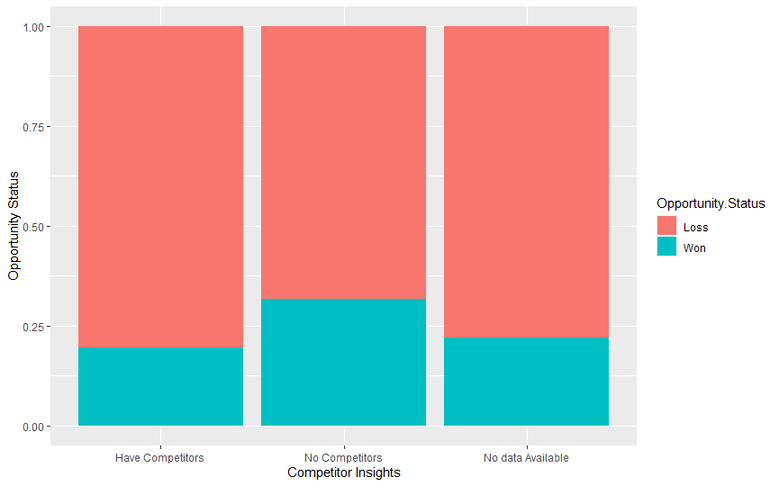 1.00
0.75
0.50
0.25
0.00
Opportunity Status
Have Competitors
No Competitors
No data Available
Competitor Insights
Opportunity.Status
Loss
Won